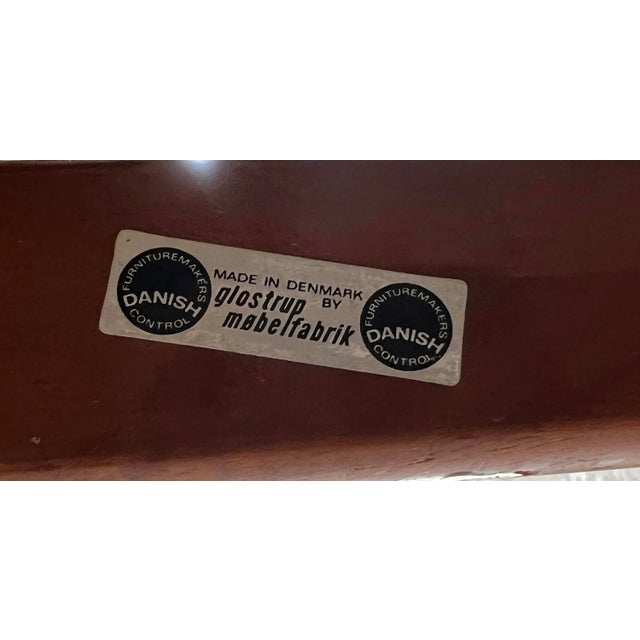 FURNITUREMAKERS
DANISH
CONTROL
MADE IN DENMARK
BY
glostrup
møbelfabrik
FURNITUREMAKERS
DANISH
CONTROL